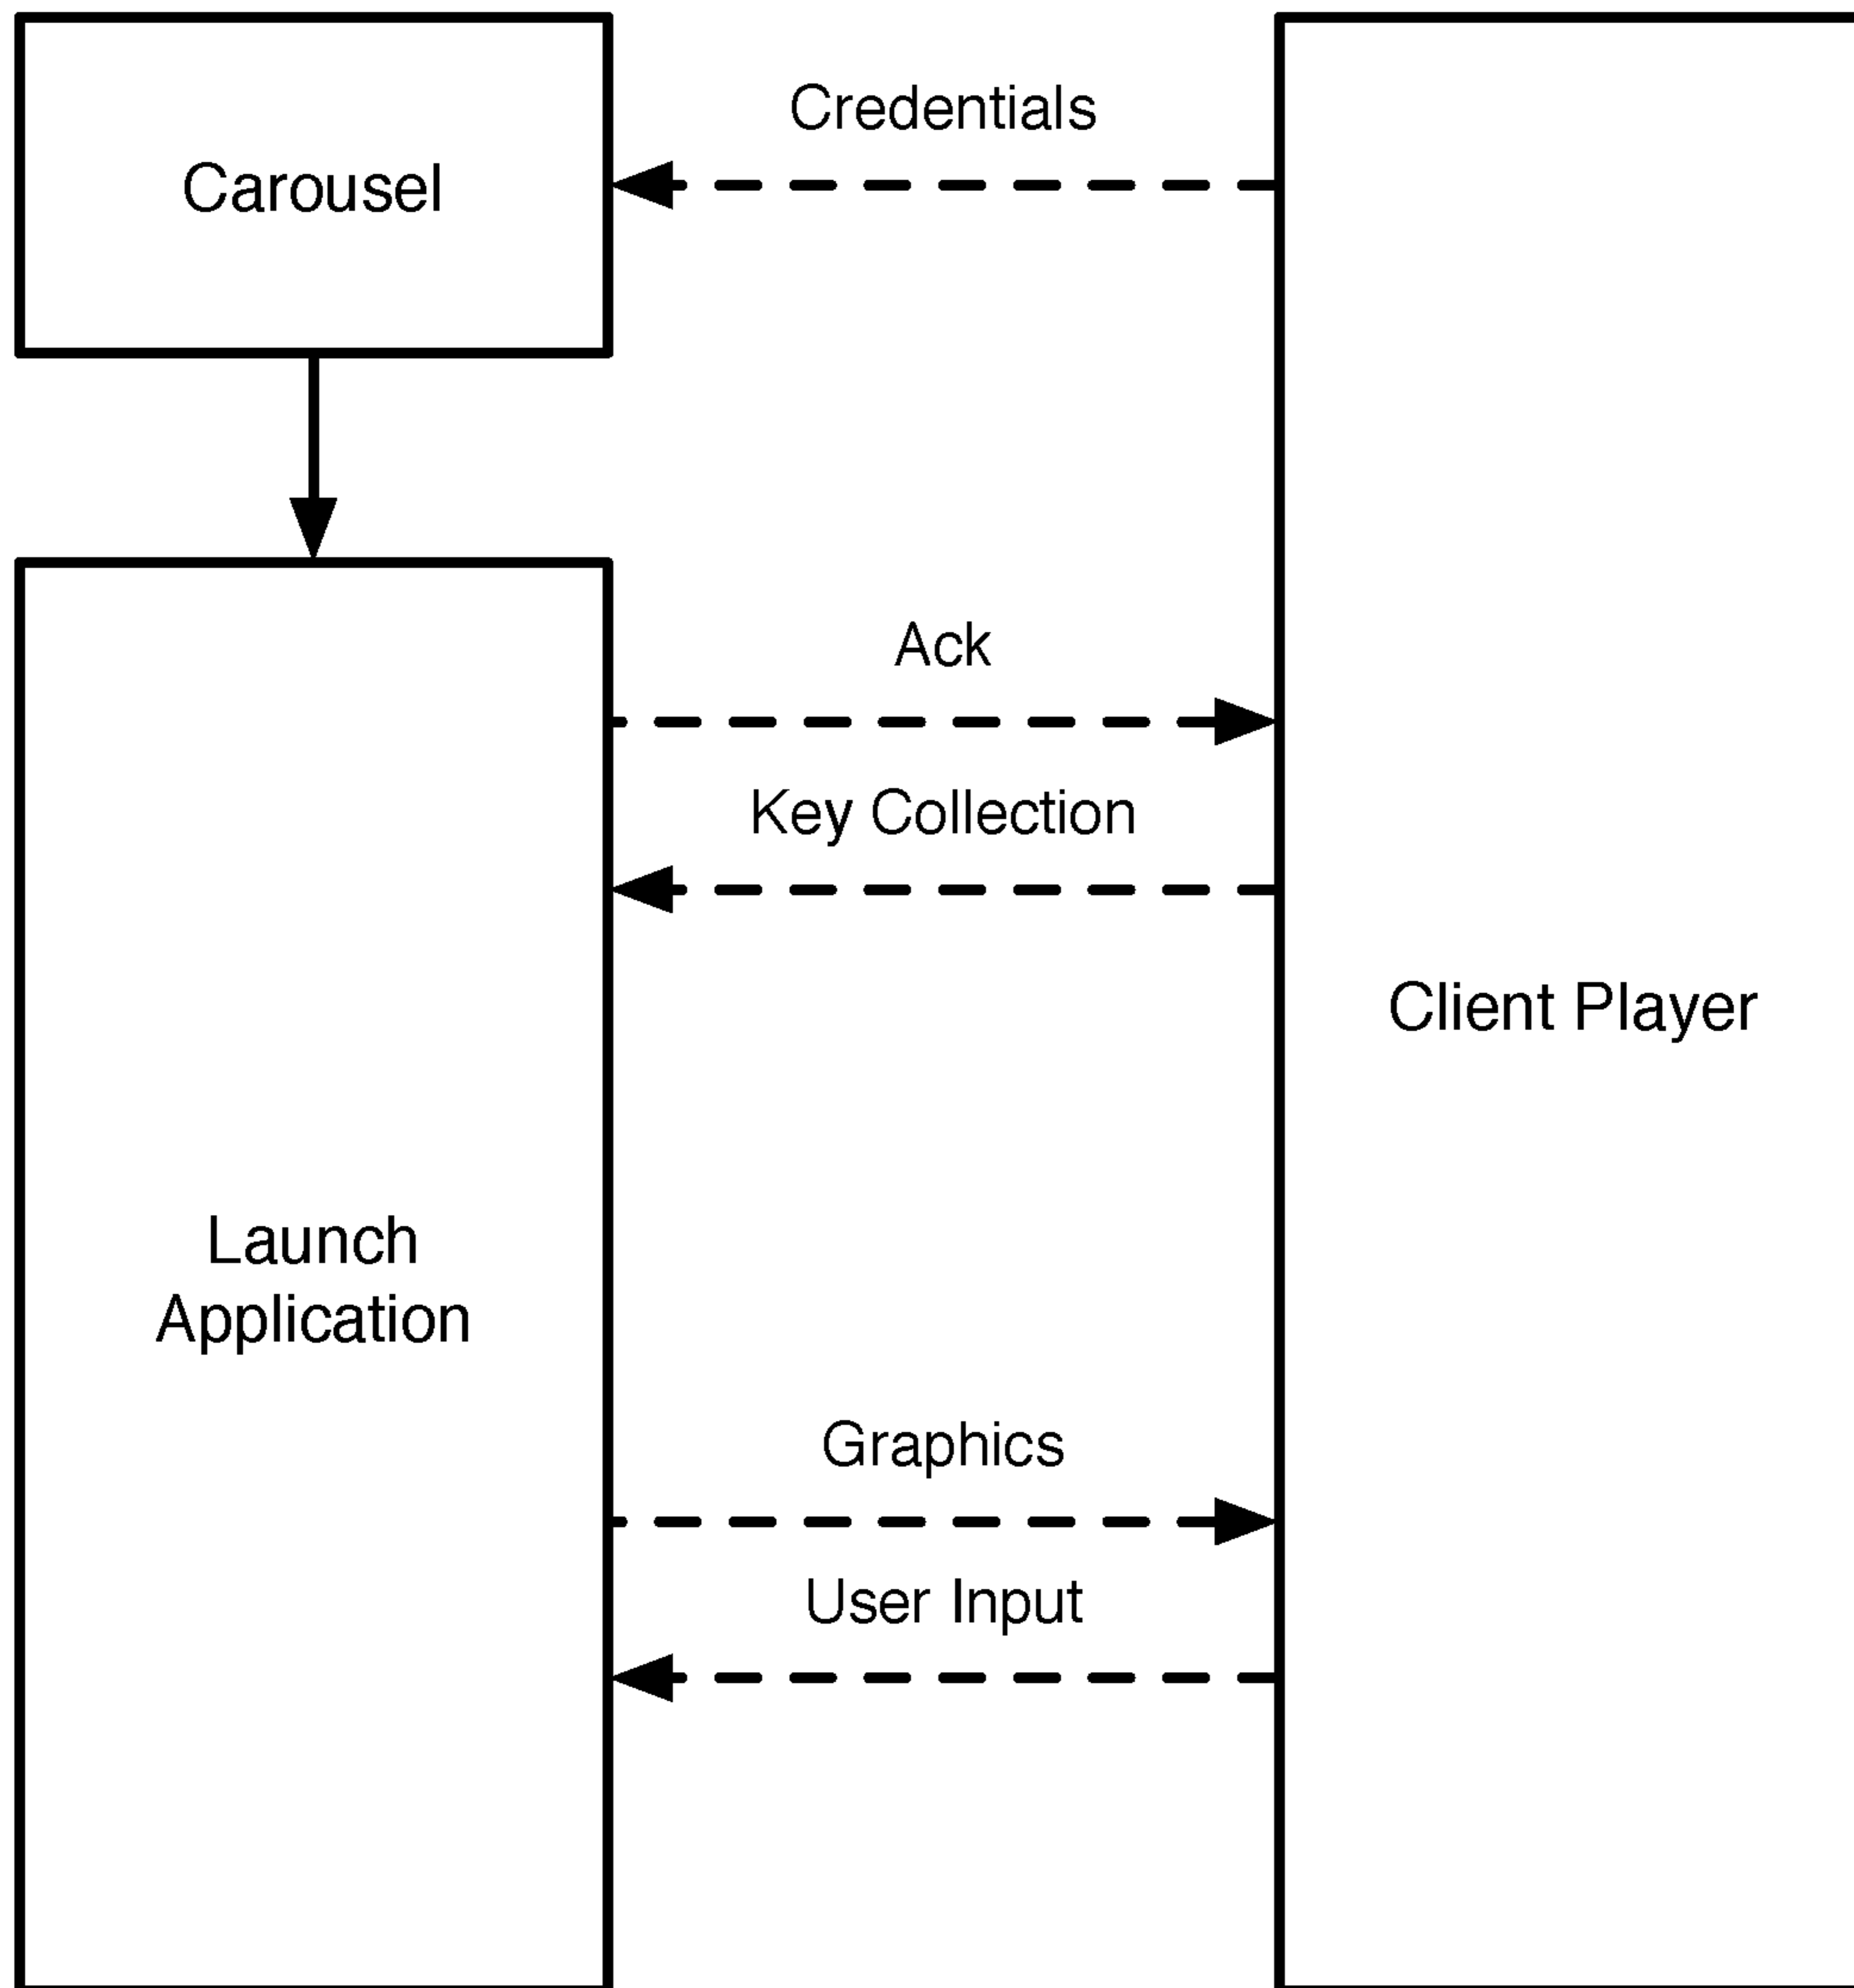 Carousel
Credentials
Ack
Key Collection
Client Player
Launch
Application
Graphics
User Input